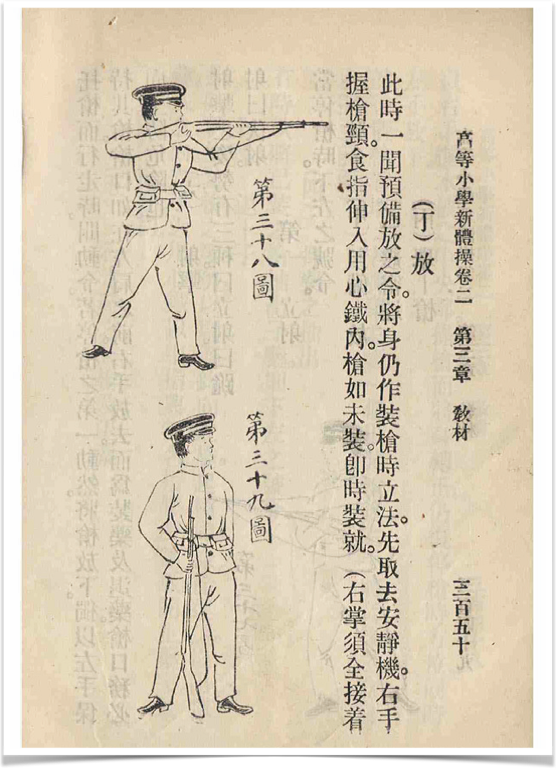 高等小學新體操卷二 第三章 敎材 三百五十
(丁)放
此時一聞預備放之令。將身仍作裝槍時立法。先取去安靜機。右手
握槍頸。食指伸入用心鐵內。槍如未裝。卽時裝就。(右掌須全接着
第三十八圖
第三十九圖